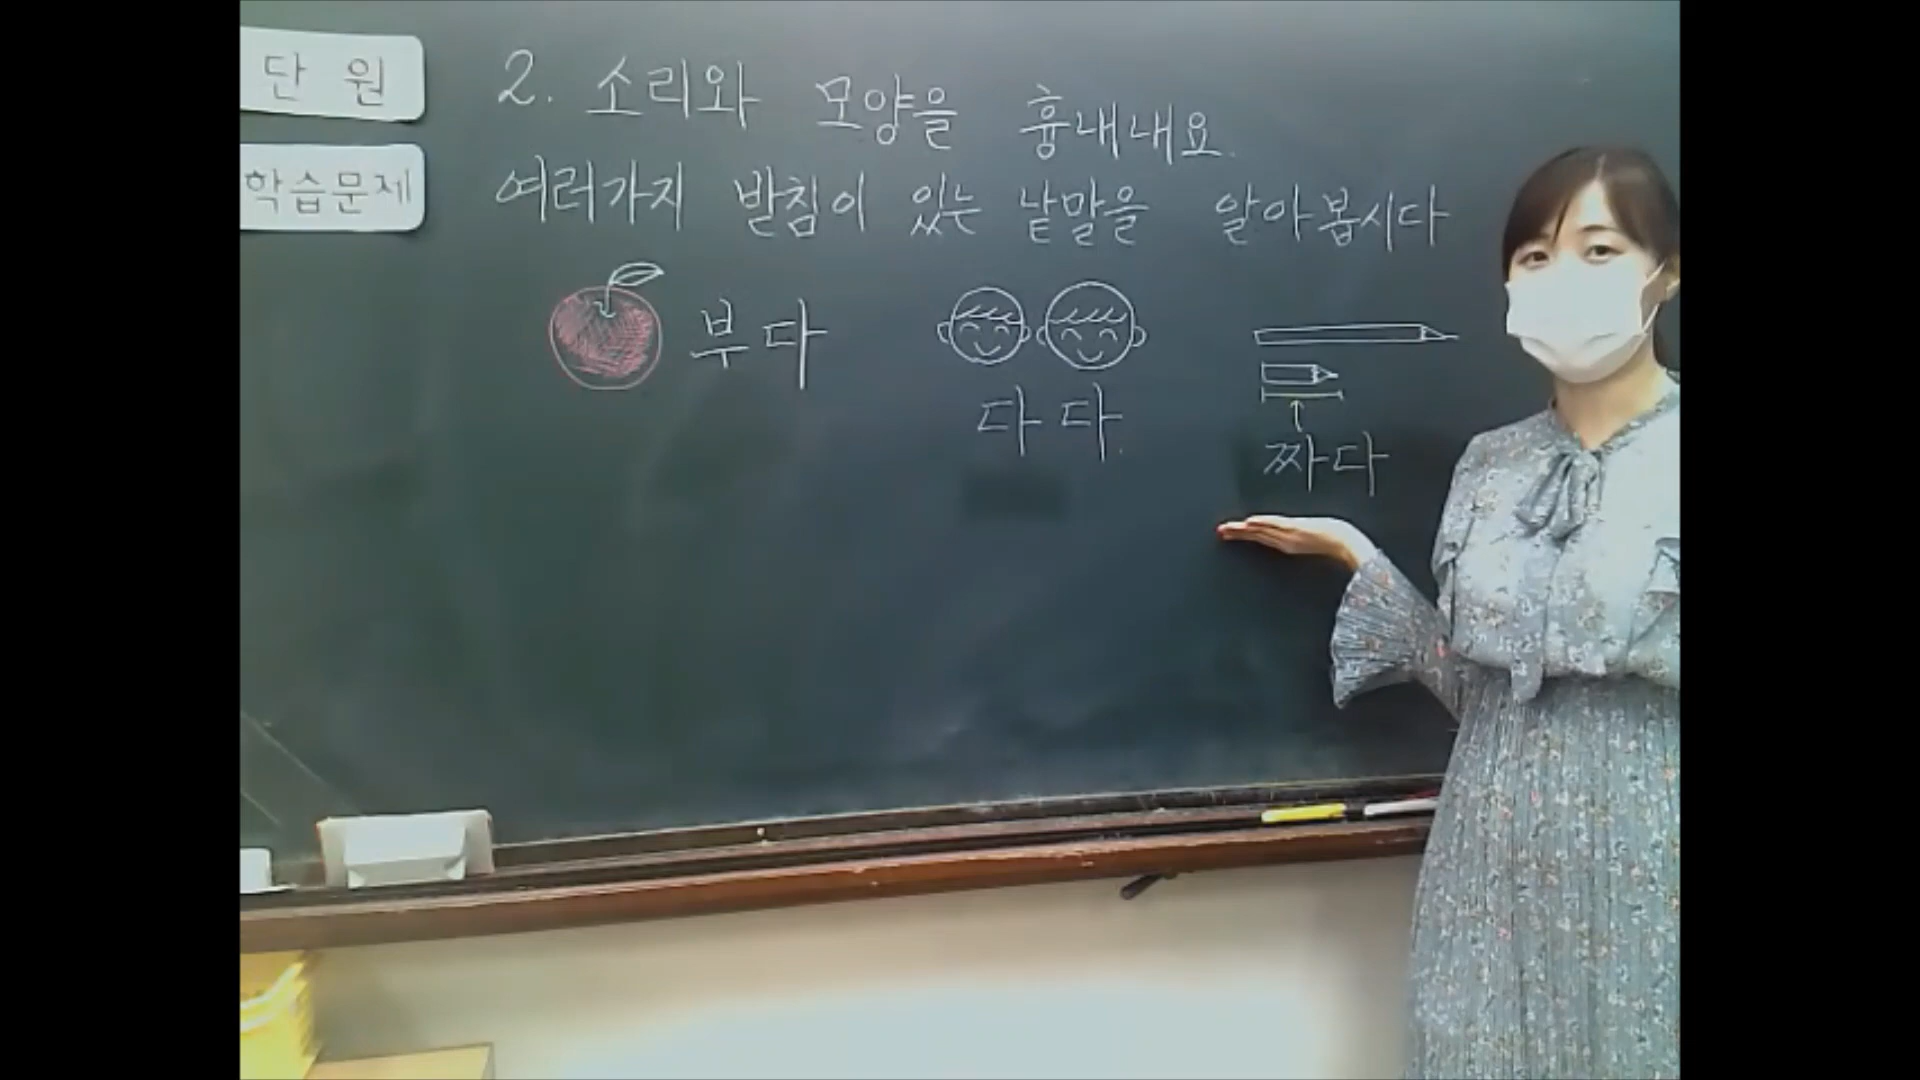 단 원
2. 소리와 모양을 흉내내요.
학습문제
여러가지 받침이 있는 낱말을 알아봅시다
부다
다다.
짜다